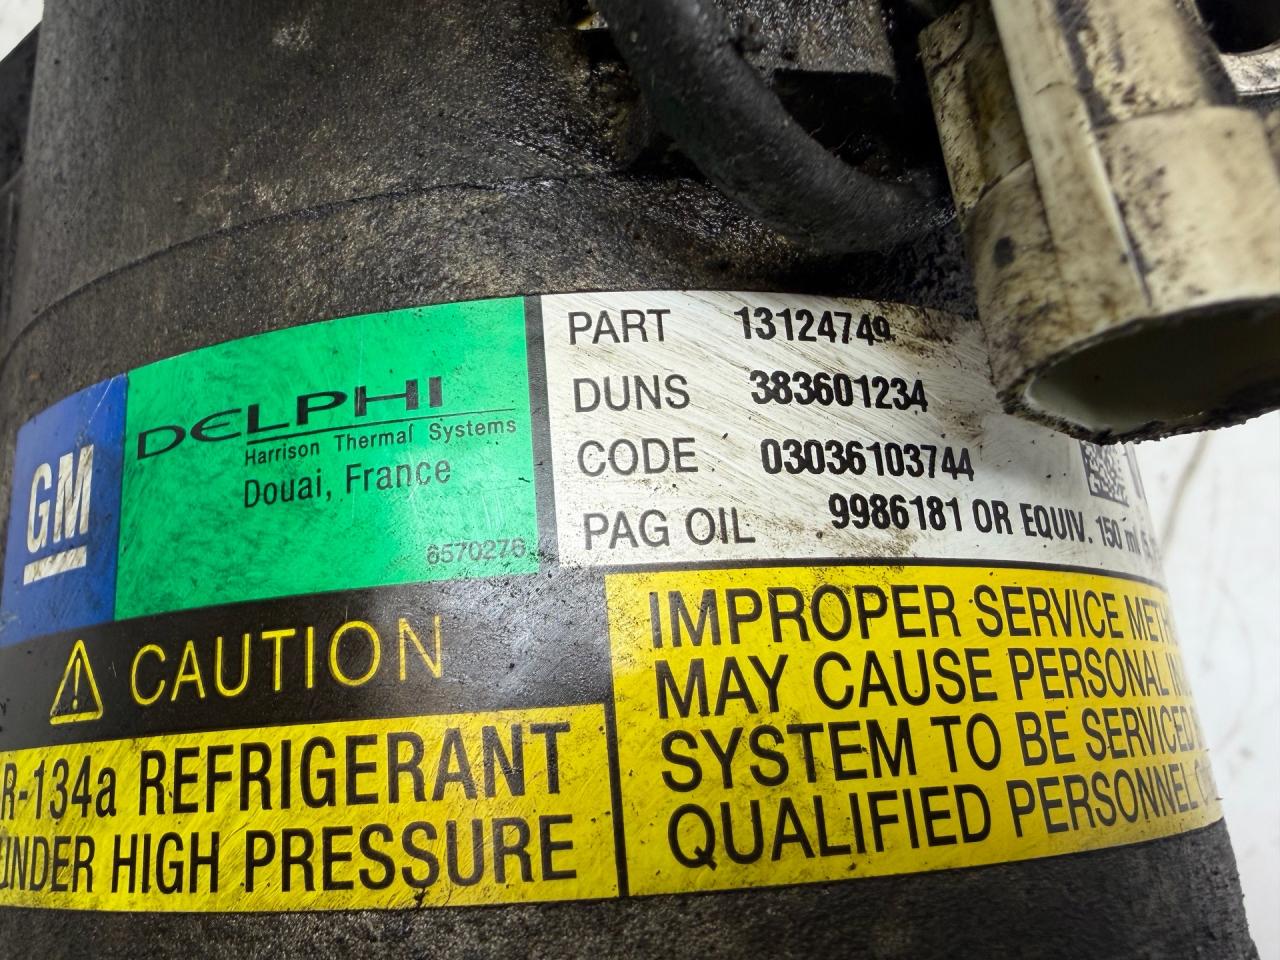 GM
DELPHI
Harrison Thermal Systems
Douai, France
6570276
PART 13124749
DUNS 383601234
CODE 03036103744
PAG OIL 9986181 OR EQUIV. 150 ml
CAUTION
R-134a REFRIGERANT
UNDER HIGH PRESSURE
IMPROPER SERVICE
MAY CAUSE PERSONAL
SYSTEM TO BE SERVICED
QUALIFIED PERSONNEL